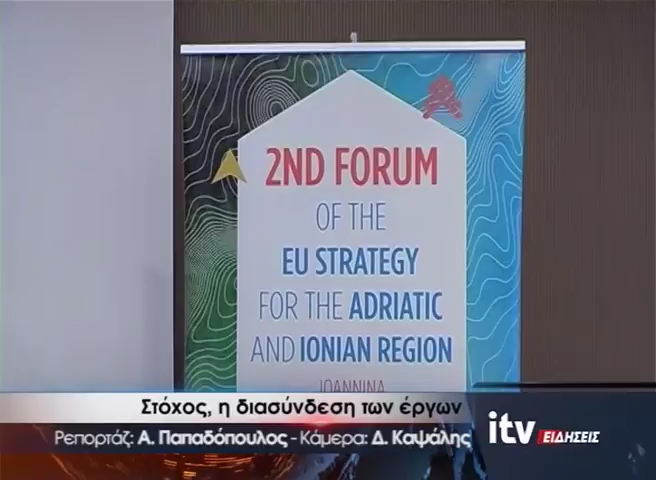 2ND FORUM
OF THE
EU STRATEGY
FOR THE ADRIATIC
AND IONIAN REGION
IOANNINA
Στόχος, η διασύνδεση των έργων
Ρεπορτάζ: Α. Παπαδόπουλος - Κάμερα: Δ. Καψάλης
itv ΕΙΔΗΣΕΙΣ